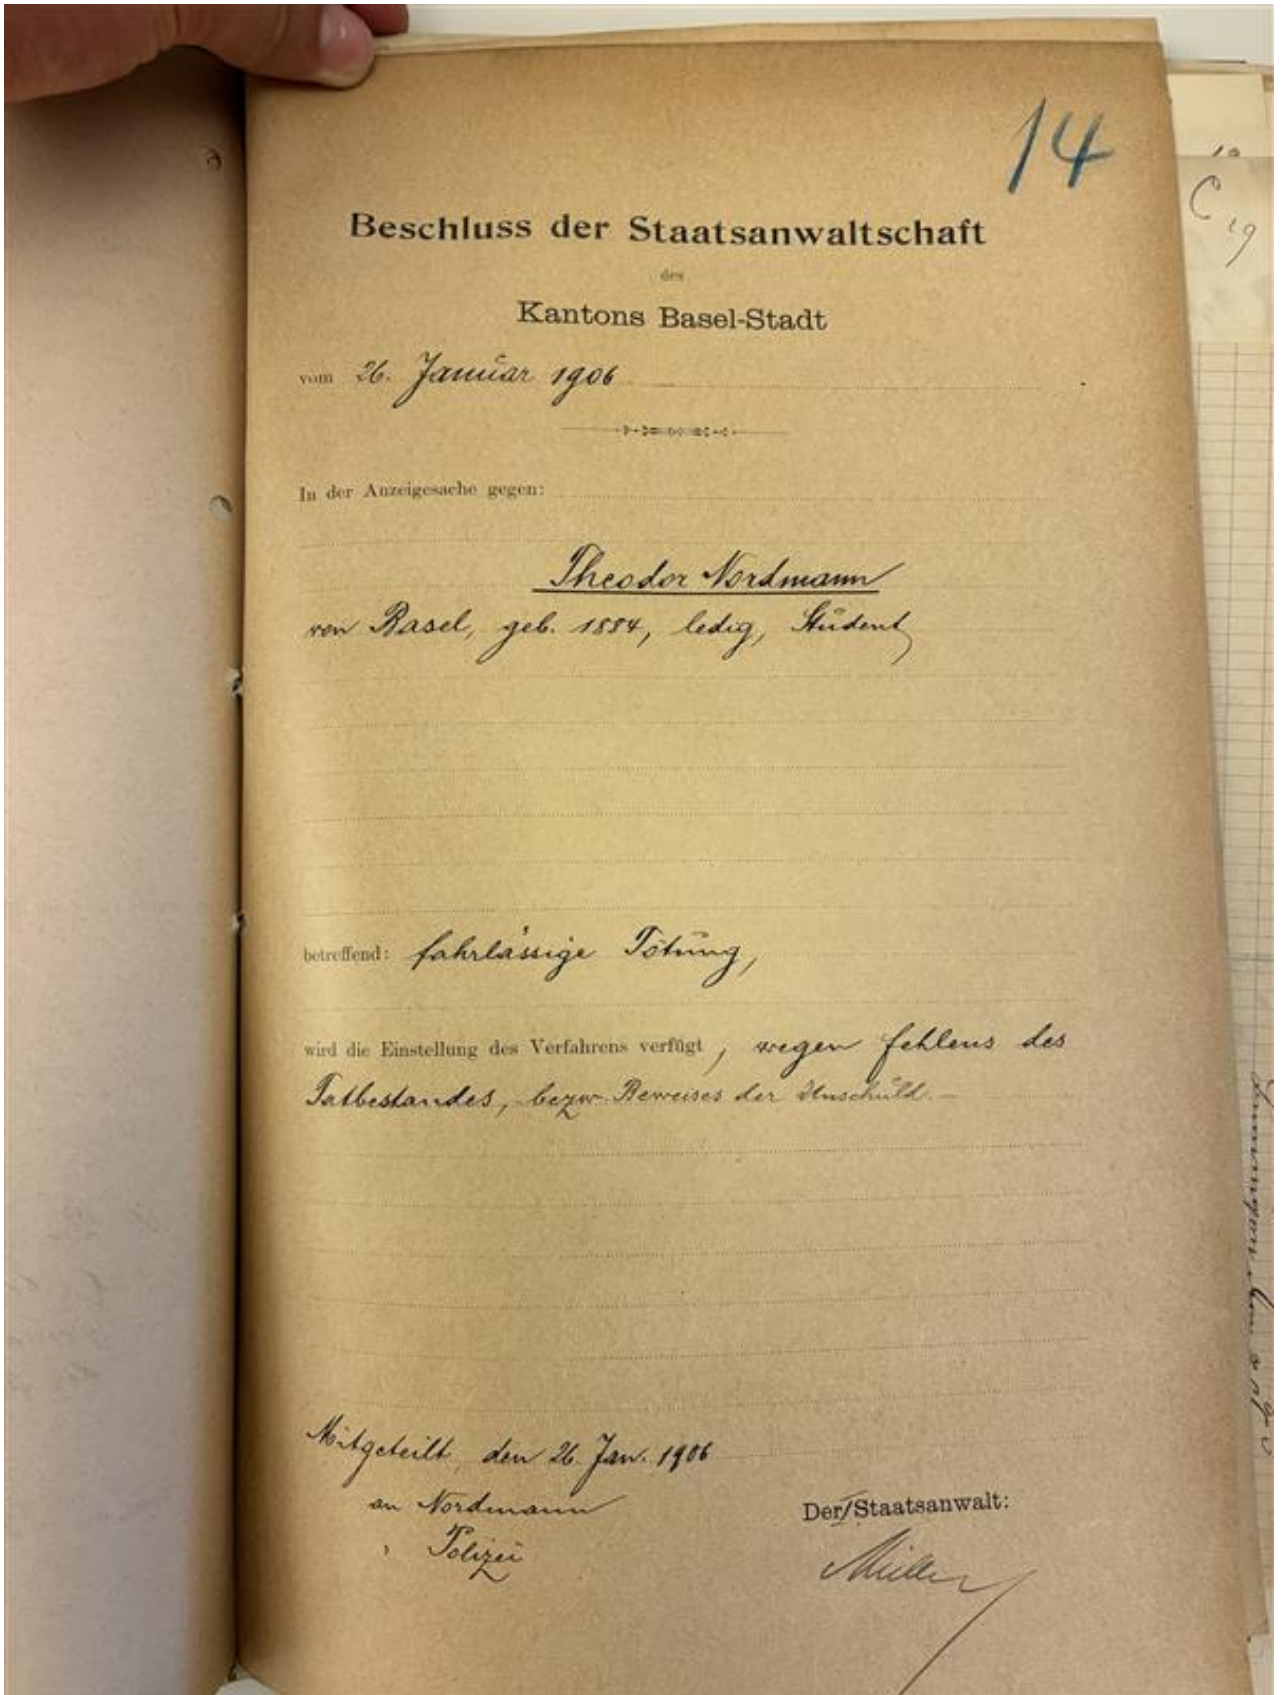 14
Beschluss der Staatsanwaltschaft
des
Kantons Basel-Stadt
vom 26. Januar 1906
In der Anzeigesache gegen:
Theodor Nordmann
von Basel, geb. 1884, ledig, Student
betreffend: fahrlässige Tötung,
wird die Einstellung des Verfahrens verfügt, wegen fehlens des
Tatbestandes, bezw. Beweises der Unschuld. –
Mitgeteilt, den 26. Jan. 1906
an Nordmann
" Polizei
Der I Staatsanwalt:
Müller
C 19